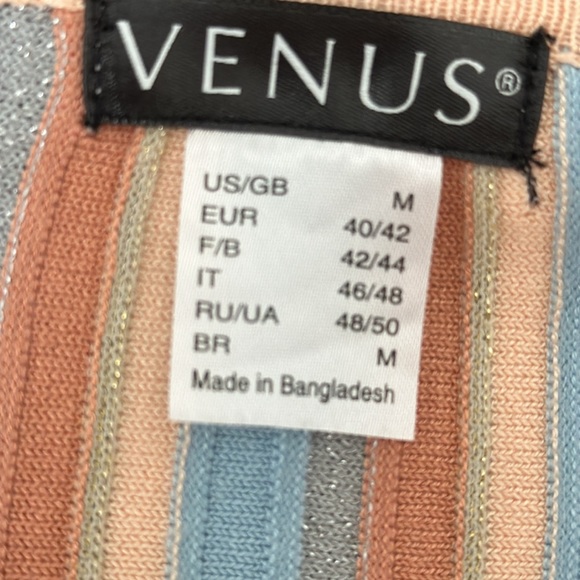 VENUS®
US/GB M
EUR 40/42
F/B 42/44
IT 46/48
RU/UA 48/50
BR M
Made in Bangladesh